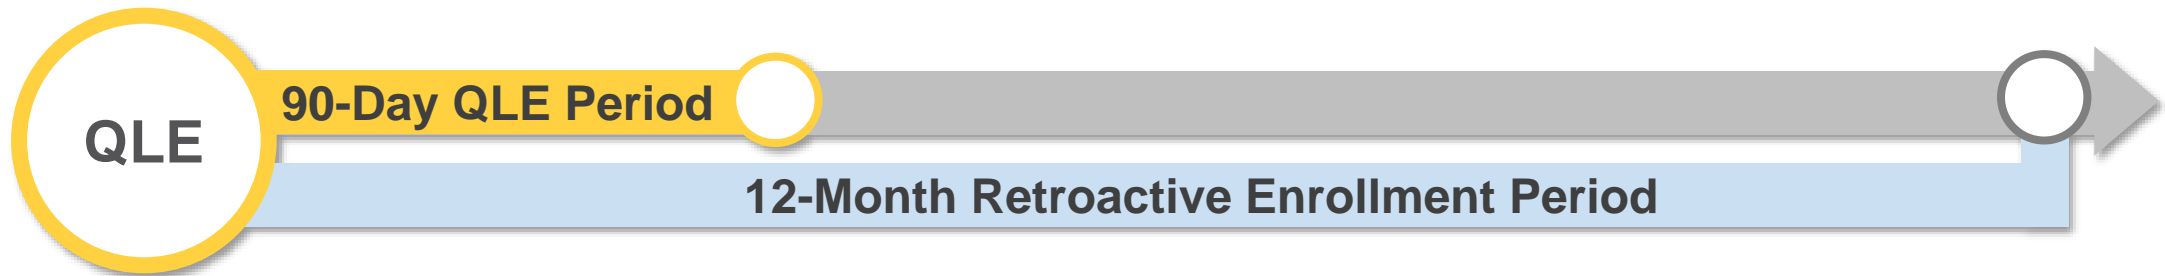 QLE
90-Day QLE Period
12-Month Retroactive Enrollment Period